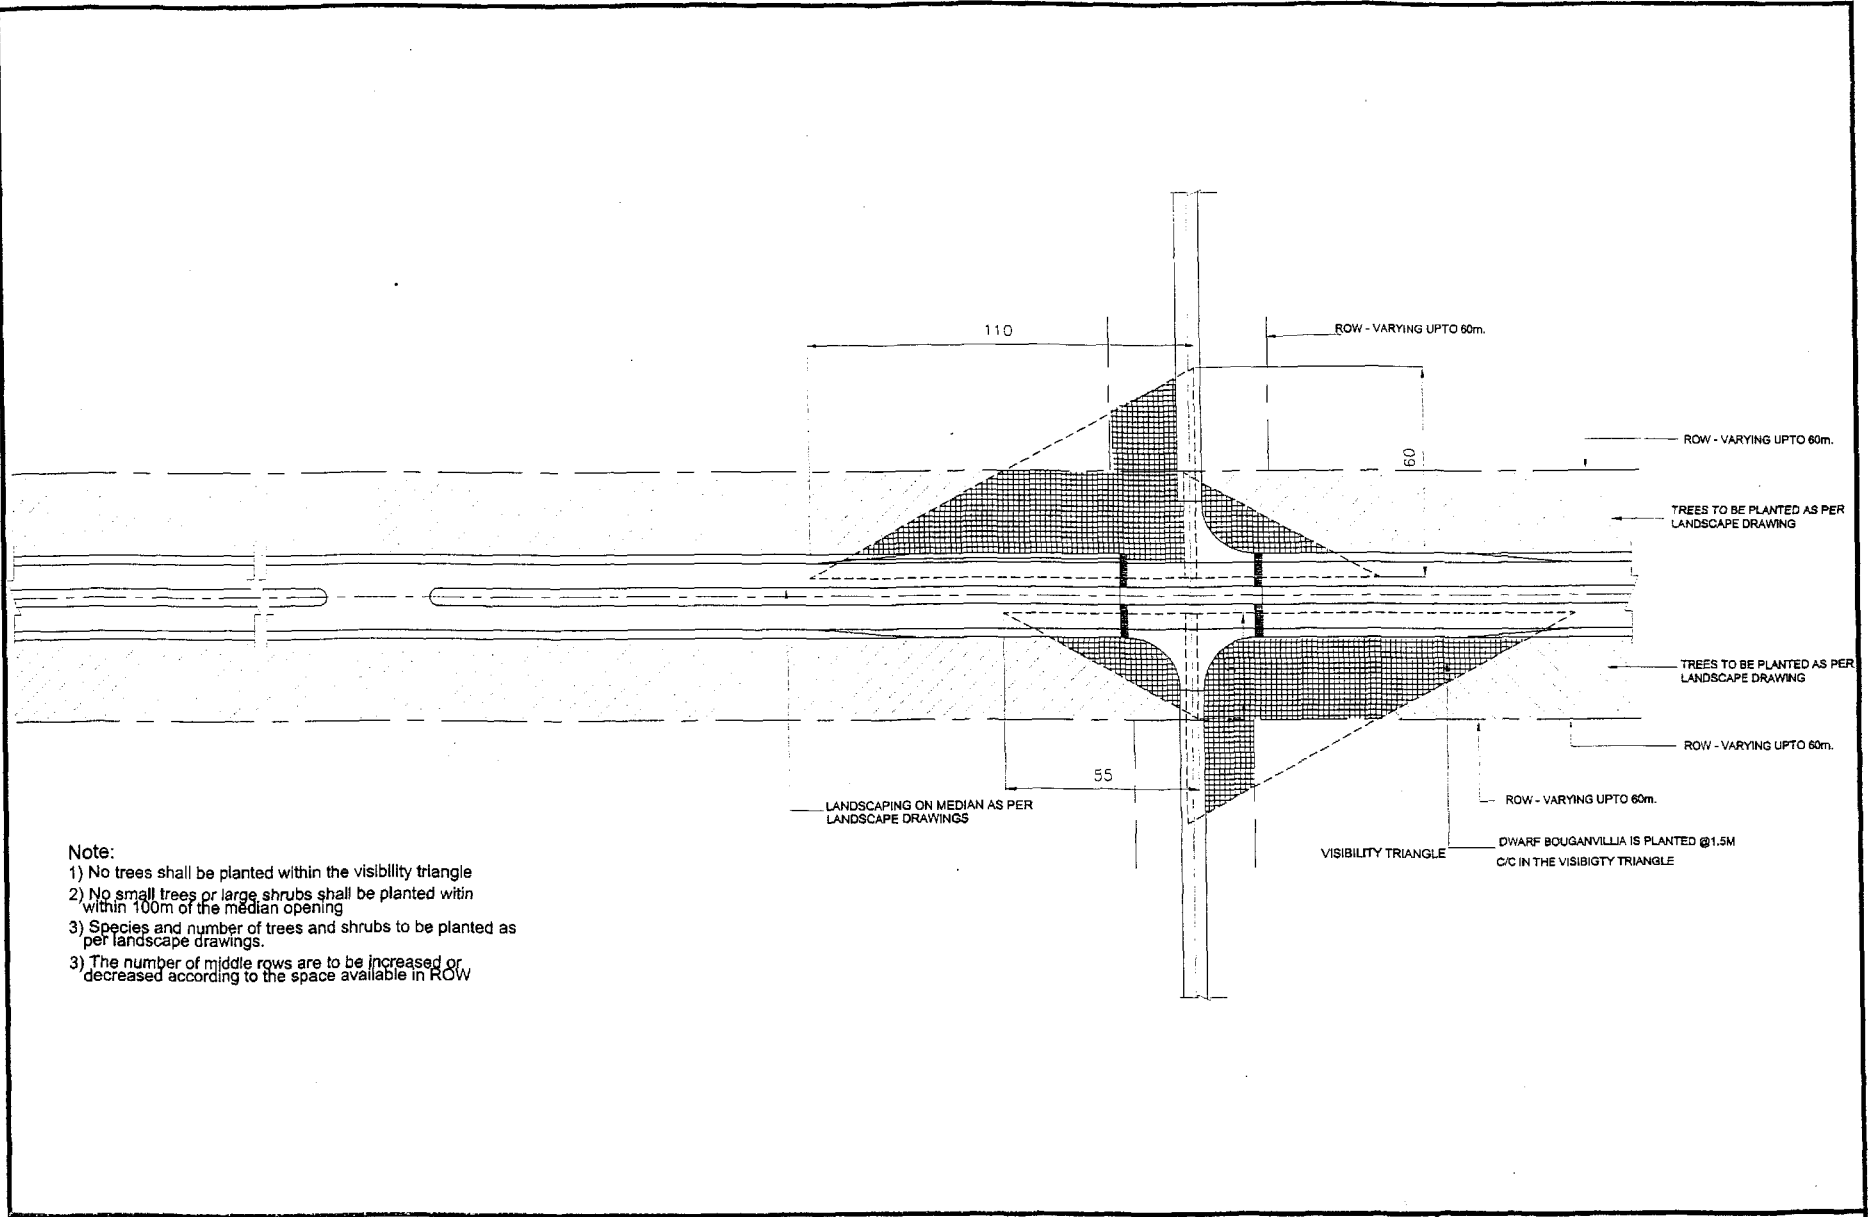 110
ROW - VARYING UPTO 60m.
60
ROW - VARYING UPTO 60m.
TREES TO BE PLANTED AS PER
LANDSCAPE DRAWING
TREES TO BE PLANTED AS PER
LANDSCAPE DRAWING
ROW - VARYING UPTO 60m.
55
ROW - VARYING UPTO 60m.
LANDSCAPING ON MEDIAN AS PER
LANDSCAPE DRAWINGS
VISIBILITY TRIANGLE
DWARF BOUGANVILLIA IS PLANTED @1.5M
C/C IN THE VISIBIGTY TRIANGLE
Note:
1) No trees shall be planted within the visibility triangle
2) No small trees or large shrubs shall be planted witin
within 100m of the median opening
3) Species and number of trees and shrubs to be planted as
per landscape drawings.
3) The number of middle rows are to be increased or
decreased according to the space available in ROW